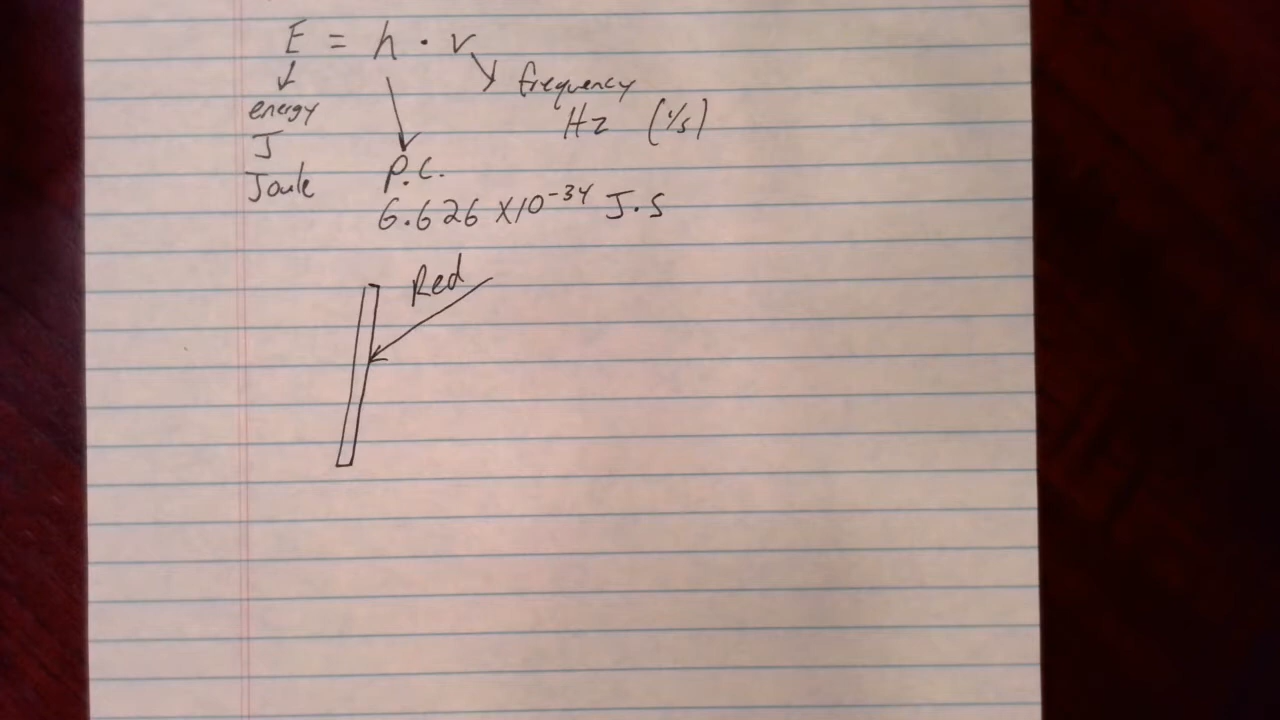 E = h · ν
energy
J
Joule
frequency
Hz (1/s)
P.C.
6.626 X10⁻³⁴ J·s
Red